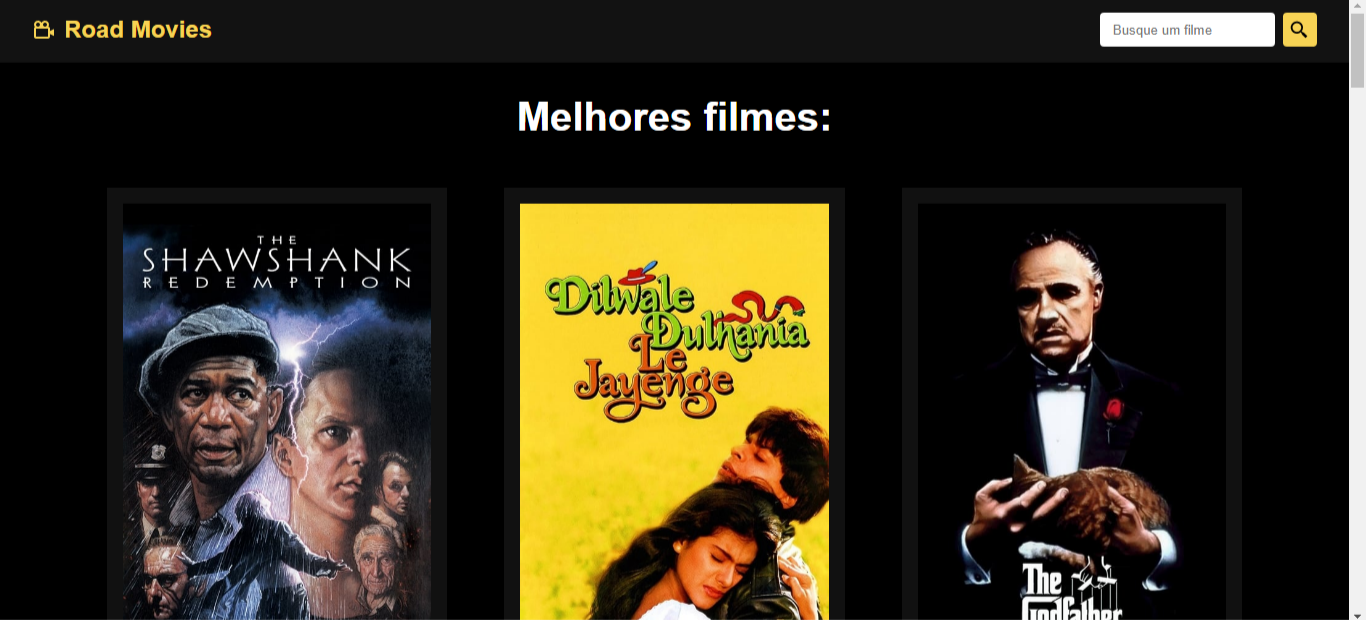 Road Movies
Busque um filme
Melhores filmes:
THE
SHAWSHANK
REDEMPTION
Dilwale
Dulhania
Le
Jayenge
The
Godfather